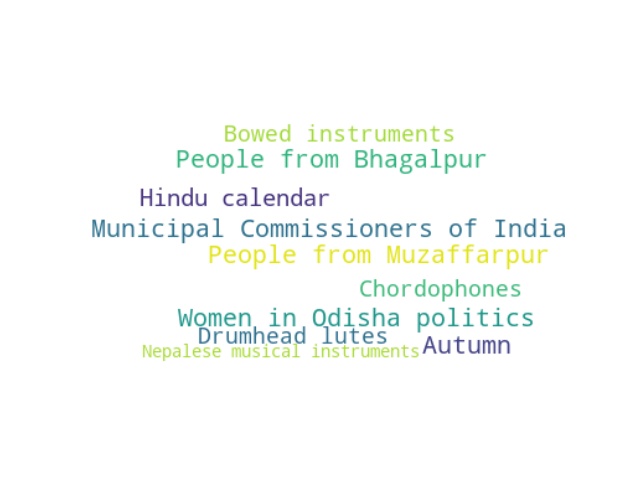 Bowed instruments
People from Bhagalpur
Hindu calendar
Municipal Commissioners of India
People from Muzaffarpur
Chordophones
Women in Odisha politics
Drumhead lutes
Autumn
Nepalese musical instruments